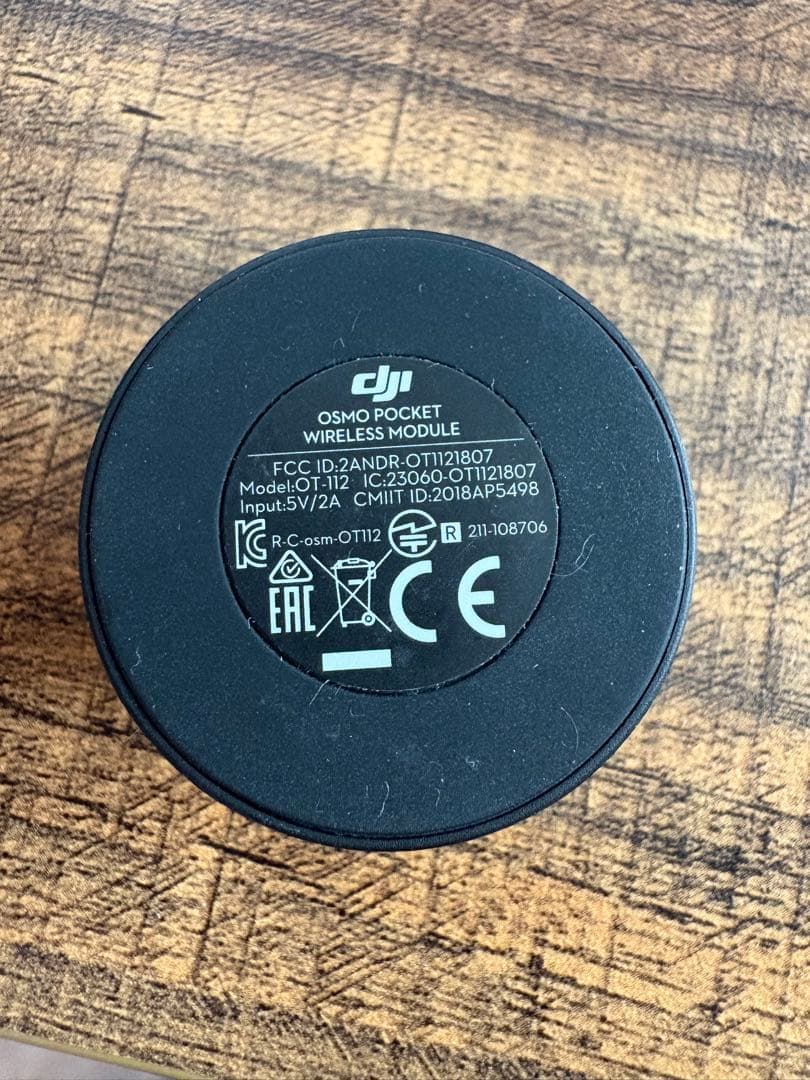 dji
OSMO POCKET
WIRELESS MODULE
FCC ID:2ANDR-OT1121807
Model:OT-112 IC:23060-OT1121807
Input:5V/2A CMIIT ID:2018AP5498
R-C-osm-OT112 R 211-108706
EAC CE